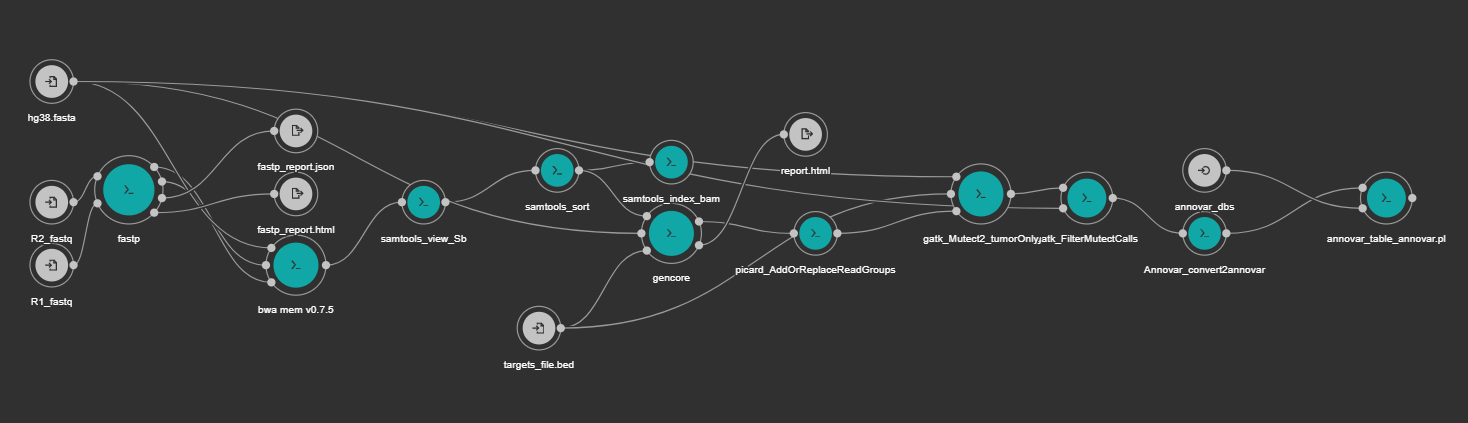 hg38.fasta
fastp_report.json
R2_fastq
fastp
fastp_report.html
R1_fastq
bwa mem v0.7.5
samtools_view_Sb
samtools_sort
samtools_index_bam
report.html
gencore
picard_AddOrReplaceReadGroups
targets_file.bed
gatk_Mutect2_tumorOnly
gatk_FilterMutectCalls
annovar_dbs
Annovar_convert2annovar
annovar_table_annovar.pl